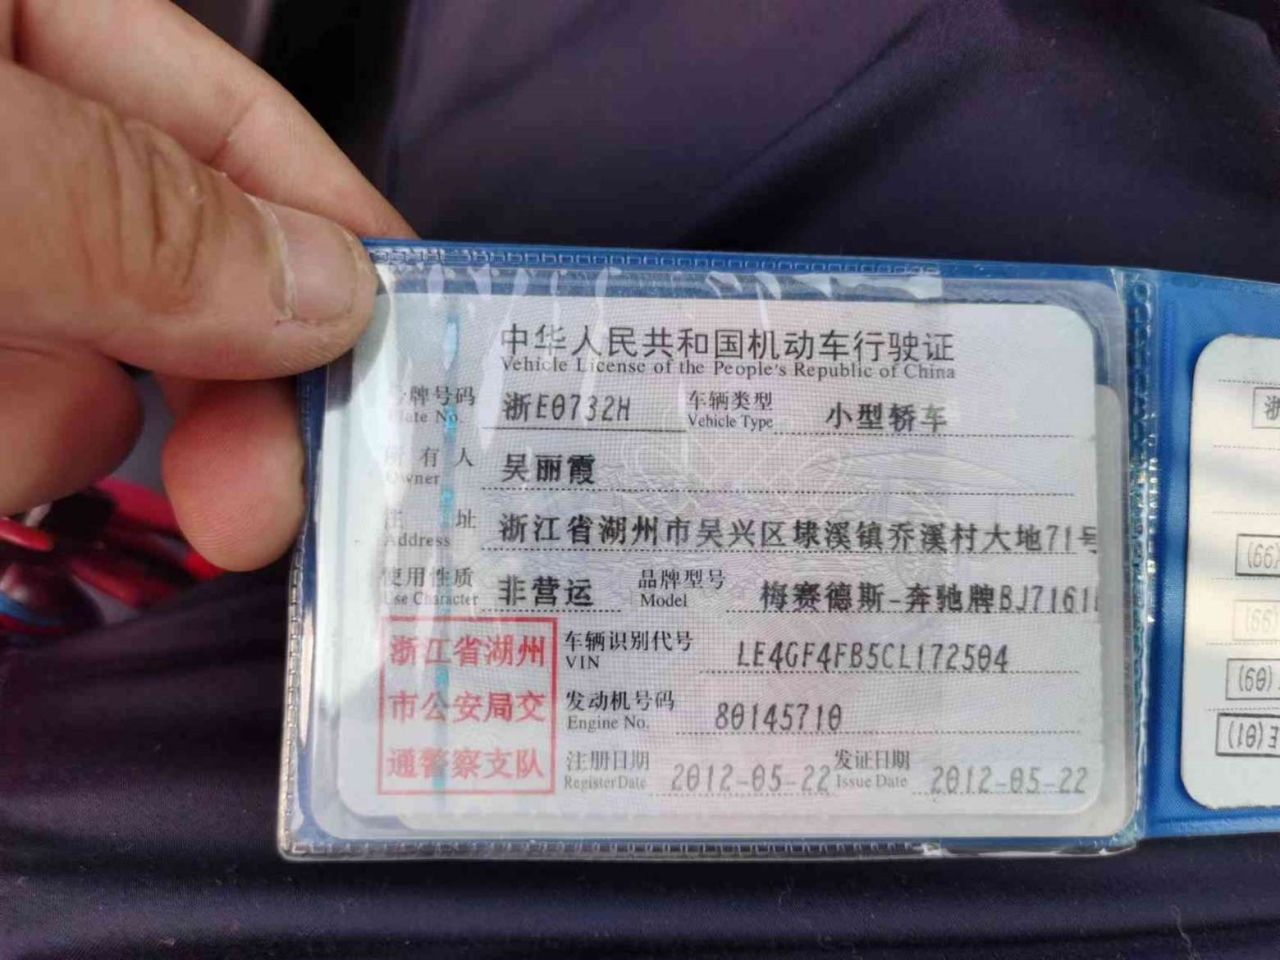 中华人民共和国机动车行驶证
Vehicle License of the People's Republic of China
牌号码 浙E0732H 车辆类型 小型轿车
Plate No. Vehicle Type
所有人 吴丽霞
Owner
住址 浙江省湖州市吴兴区埭溪镇乔溪村大地71号
Address
使用性质 非营运 品牌型号 梅赛德斯-奔驰牌BJ7161
Use Character Model
浙江省湖州
市公安局交
通警察支队
车辆识别代号 LE4GF4FB5CL172504
VIN
发动机号码 80145710
Engine No.
注册日期 2012-05-22 发证日期 2012-05-22
Register Date Issue Date
浙